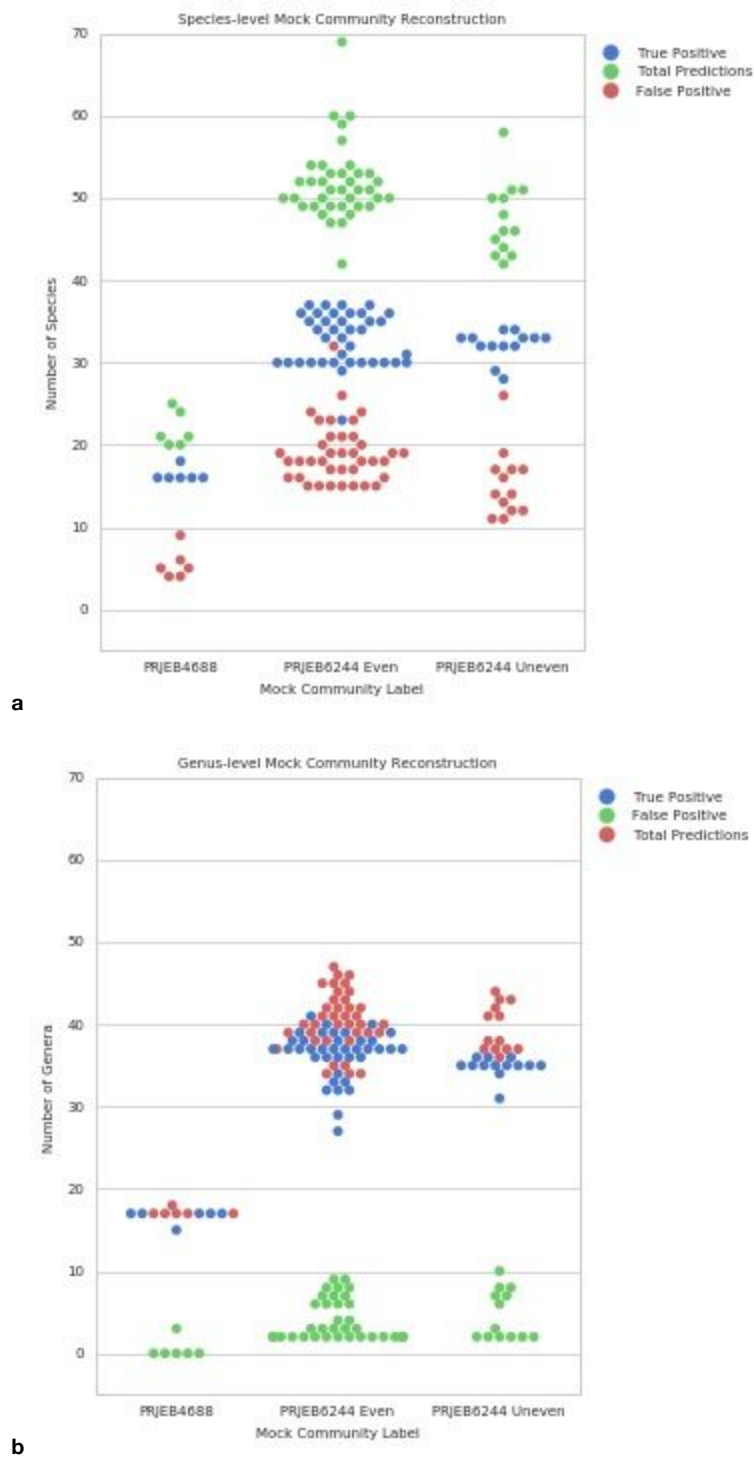 Species-level Mock Community Reconstruction
70
60
50
40
30
20
10
0
Number of Species
True Positive
Total Predictions
False Positive
PRJEB4688 PRJEB6244 Even PRJEB6244 Uneven
Mock Community Label
a
Genus-level Mock Community Reconstruction
70
60
50
40
30
20
10
0
Number of Genera
True Positive
False Positive
Total Predictions
PRJEB4688 PRJEB6244 Even PRJEB6244 Uneven
Mock Community Label
b